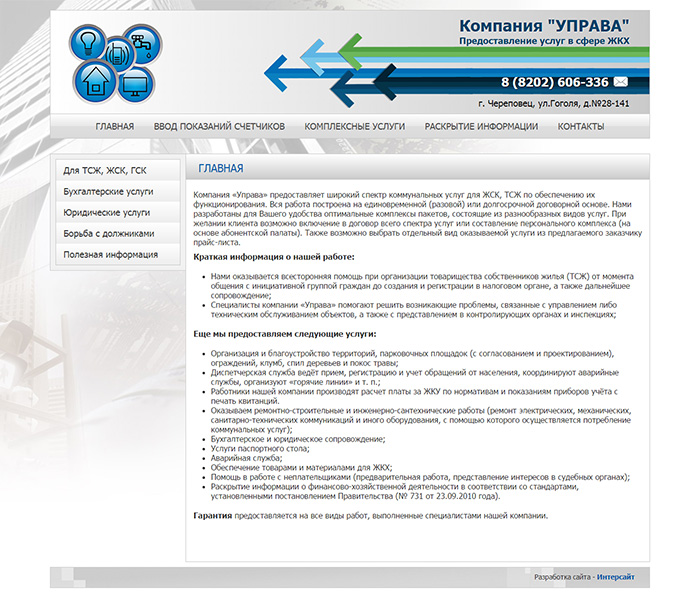 Компания "УПРАВА"
Предоставление услуг в сфере ЖКХ
8 (8202) 606-336
г. Череповец, ул.Гоголя, д.№28-141
ГЛАВНАЯ ВВОД ПОКАЗАНИЙ СЧЕТЧИКОВ КОМПЛЕКСНЫЕ УСЛУГИ РАСКРЫТИЕ ИНФОРМАЦИИ КОНТАКТЫ
Для ТСЖ, ЖСК, ГСК
Бухгалтерские услуги
Юридические услуги
Борьба с должниками
Полезная информация
ГЛАВНАЯ
Компания «Управа» предоставляет широкий спектр коммунальных услуг для ЖСК, ТСЖ по обеспечению их
функционирования. Вся работа построена на единовременной (разовой) или долгосрочной договорной основе. Нами
разработаны для Вашего удобства оптимальные комплексы пакетов, состоящие из разнообразных видов услуг. При
желании клиента возможно включение в договор всего спектра услуг или составление персонального комплекса (на
основе абонентской палаты). Также возможно выбрать отдельный вид оказываемой услуги из предлагаемого заказчику
прайс-листа.
Краткая информация о нашей работе:
• Нами оказывается всесторонняя помощь при организации товарищества собственников жилья (ТСЖ) от момента
общения с инициативной группой граждан до создания и регистрации в налоговом органе, а также дальнейшее
сопровождение;
• Специалисты компании «Управа» помогают решить возникающие проблемы, связанные с управлением либо
техническим обслуживанием объектов, а также с представлением в контролирующих органах и инспекциях;
Еще мы предоставляем следующие услуги:
• Организация и благоустройство территорий, парковочных площадок (с согласованием и проектированием),
ограждений, клумб, спил деревьев и покос травы;
• Диспетчерская служба ведёт прием, регистрацию и учет обращений от населения, координируют аварийные
службы, организуют «горячие линии» и т. п.;
• Работники нашей компании производят расчет платы за ЖКУ по нормативам и показаниям приборов учёта с
печать квитанций.
• Оказываем ремонтно-строительные и инженерно-сантехнические работы (ремонт электрических, механических,
санитарно-технических коммуникаций и иного оборудования, с помощью которого осуществляется потребление
коммунальных услуг);
• Бухгалтерское и юридическое сопровождение;
• Услуги паспортного стола;
• Аварийная служба;
• Обеспечение товарами и материалами для ЖКХ;
• Помощь в работе с неплательщиками (предварительная работа, представление интересов в судебных органах);
• Раскрытие информации о финансово-хозяйственной деятельности в соответствии со стандартами,
установленными постановлением Правительства (№ 731 от 23.09.2010 года).
Гарантия предоставляется на все виды работ, выполненные специалистами нашей компании.
Разработка сайта - Интерсайт